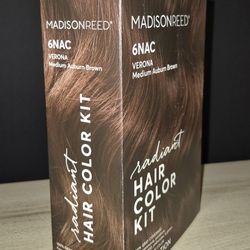 MADISONREED®
6NAC
VERONA
Medium Auburn Brown
radiant
HAIR COLOR KIT
MADISONREED®
6NAC
VERONA
Medium Auburn Brown
radiant
HAIR
COLOR
KIT